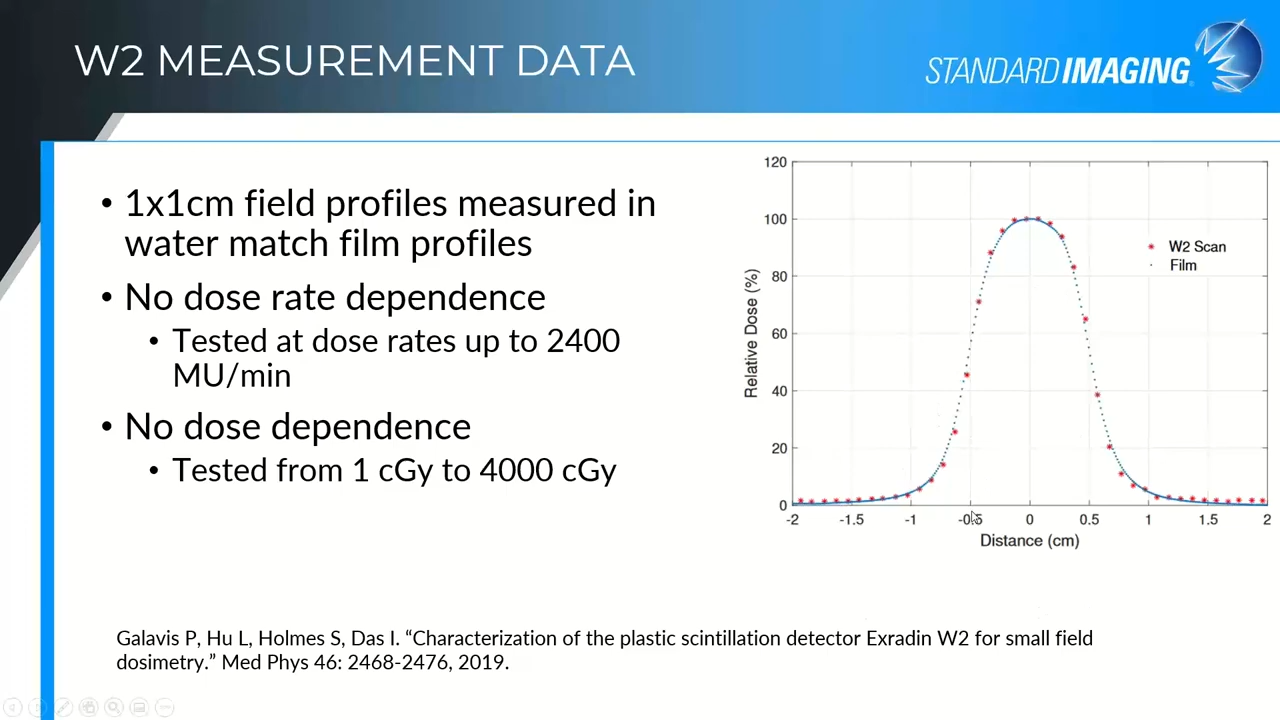 W2 MEASUREMENT DATA
STANDARD IMAGING
• 1x1cm field profiles measured in
water match film profiles
• No dose rate dependence
• Tested at dose rates up to 2400
MU/min
• No dose dependence
• Tested from 1 cGy to 4000 cGy
120
100
80
60
40
20
0
Relative Dose (%)
W2 Scan
Film
-2 -1.5 -1 -0.5 0 0.5 1 1.5 2
Distance (cm)
Galavis P, Hu L, Holmes S, Das I. “Characterization of the plastic scintillation detector Exradin W2 for small field
dosimetry.” Med Phys 46: 2468-2476, 2019.